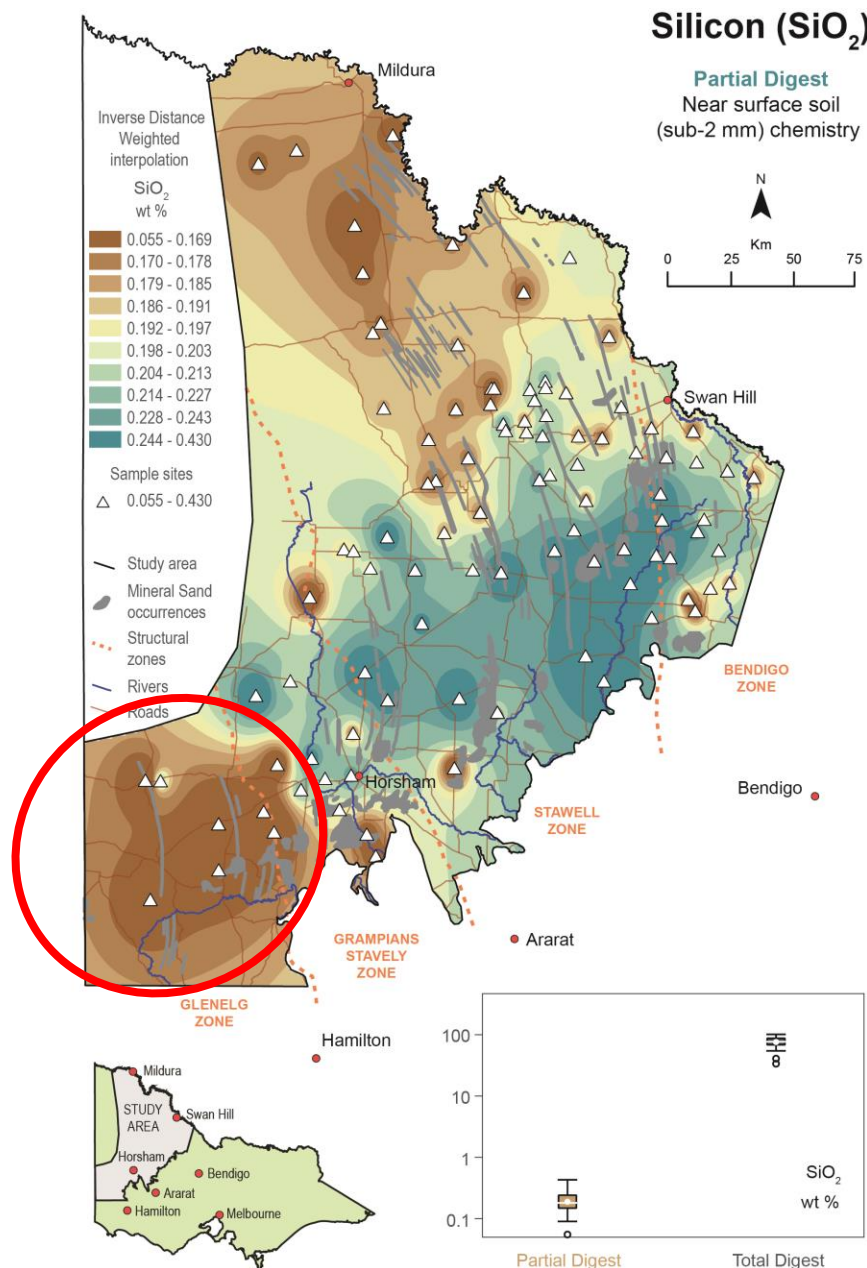 Silicon (SiO₂)
Partial Digest
Near surface soil
(sub-2 mm) chemistry
N
Km
0 25 50 75
Inverse Distance
Weighted
interpolation
SiO₂
wt %
0.055 - 0.169
0.170 - 0.178
0.179 - 0.185
0.186 - 0.191
0.192 - 0.197
0.198 - 0.203
0.204 - 0.213
0.214 - 0.227
0.228 - 0.243
0.244 - 0.430
Sample sites
0.055 - 0.430
Study area
Mineral Sand
occurrences
Structural
zones
Rivers
Roads
Mildura
Swan Hill
BENDIGO
ZONE
Horsham
Bendigo
STAWELL
ZONE
Ararat
GRAMPIANS
STAVELY
ZONE
GLENELG
ZONE
Hamilton
Mildura
STUDY
AREA
Swan Hill
Horsham
Bendigo
Ararat
Hamilton
Melbourne
100
10
1
0.1
SiO₂
wt %
Partial Digest
Total Digest